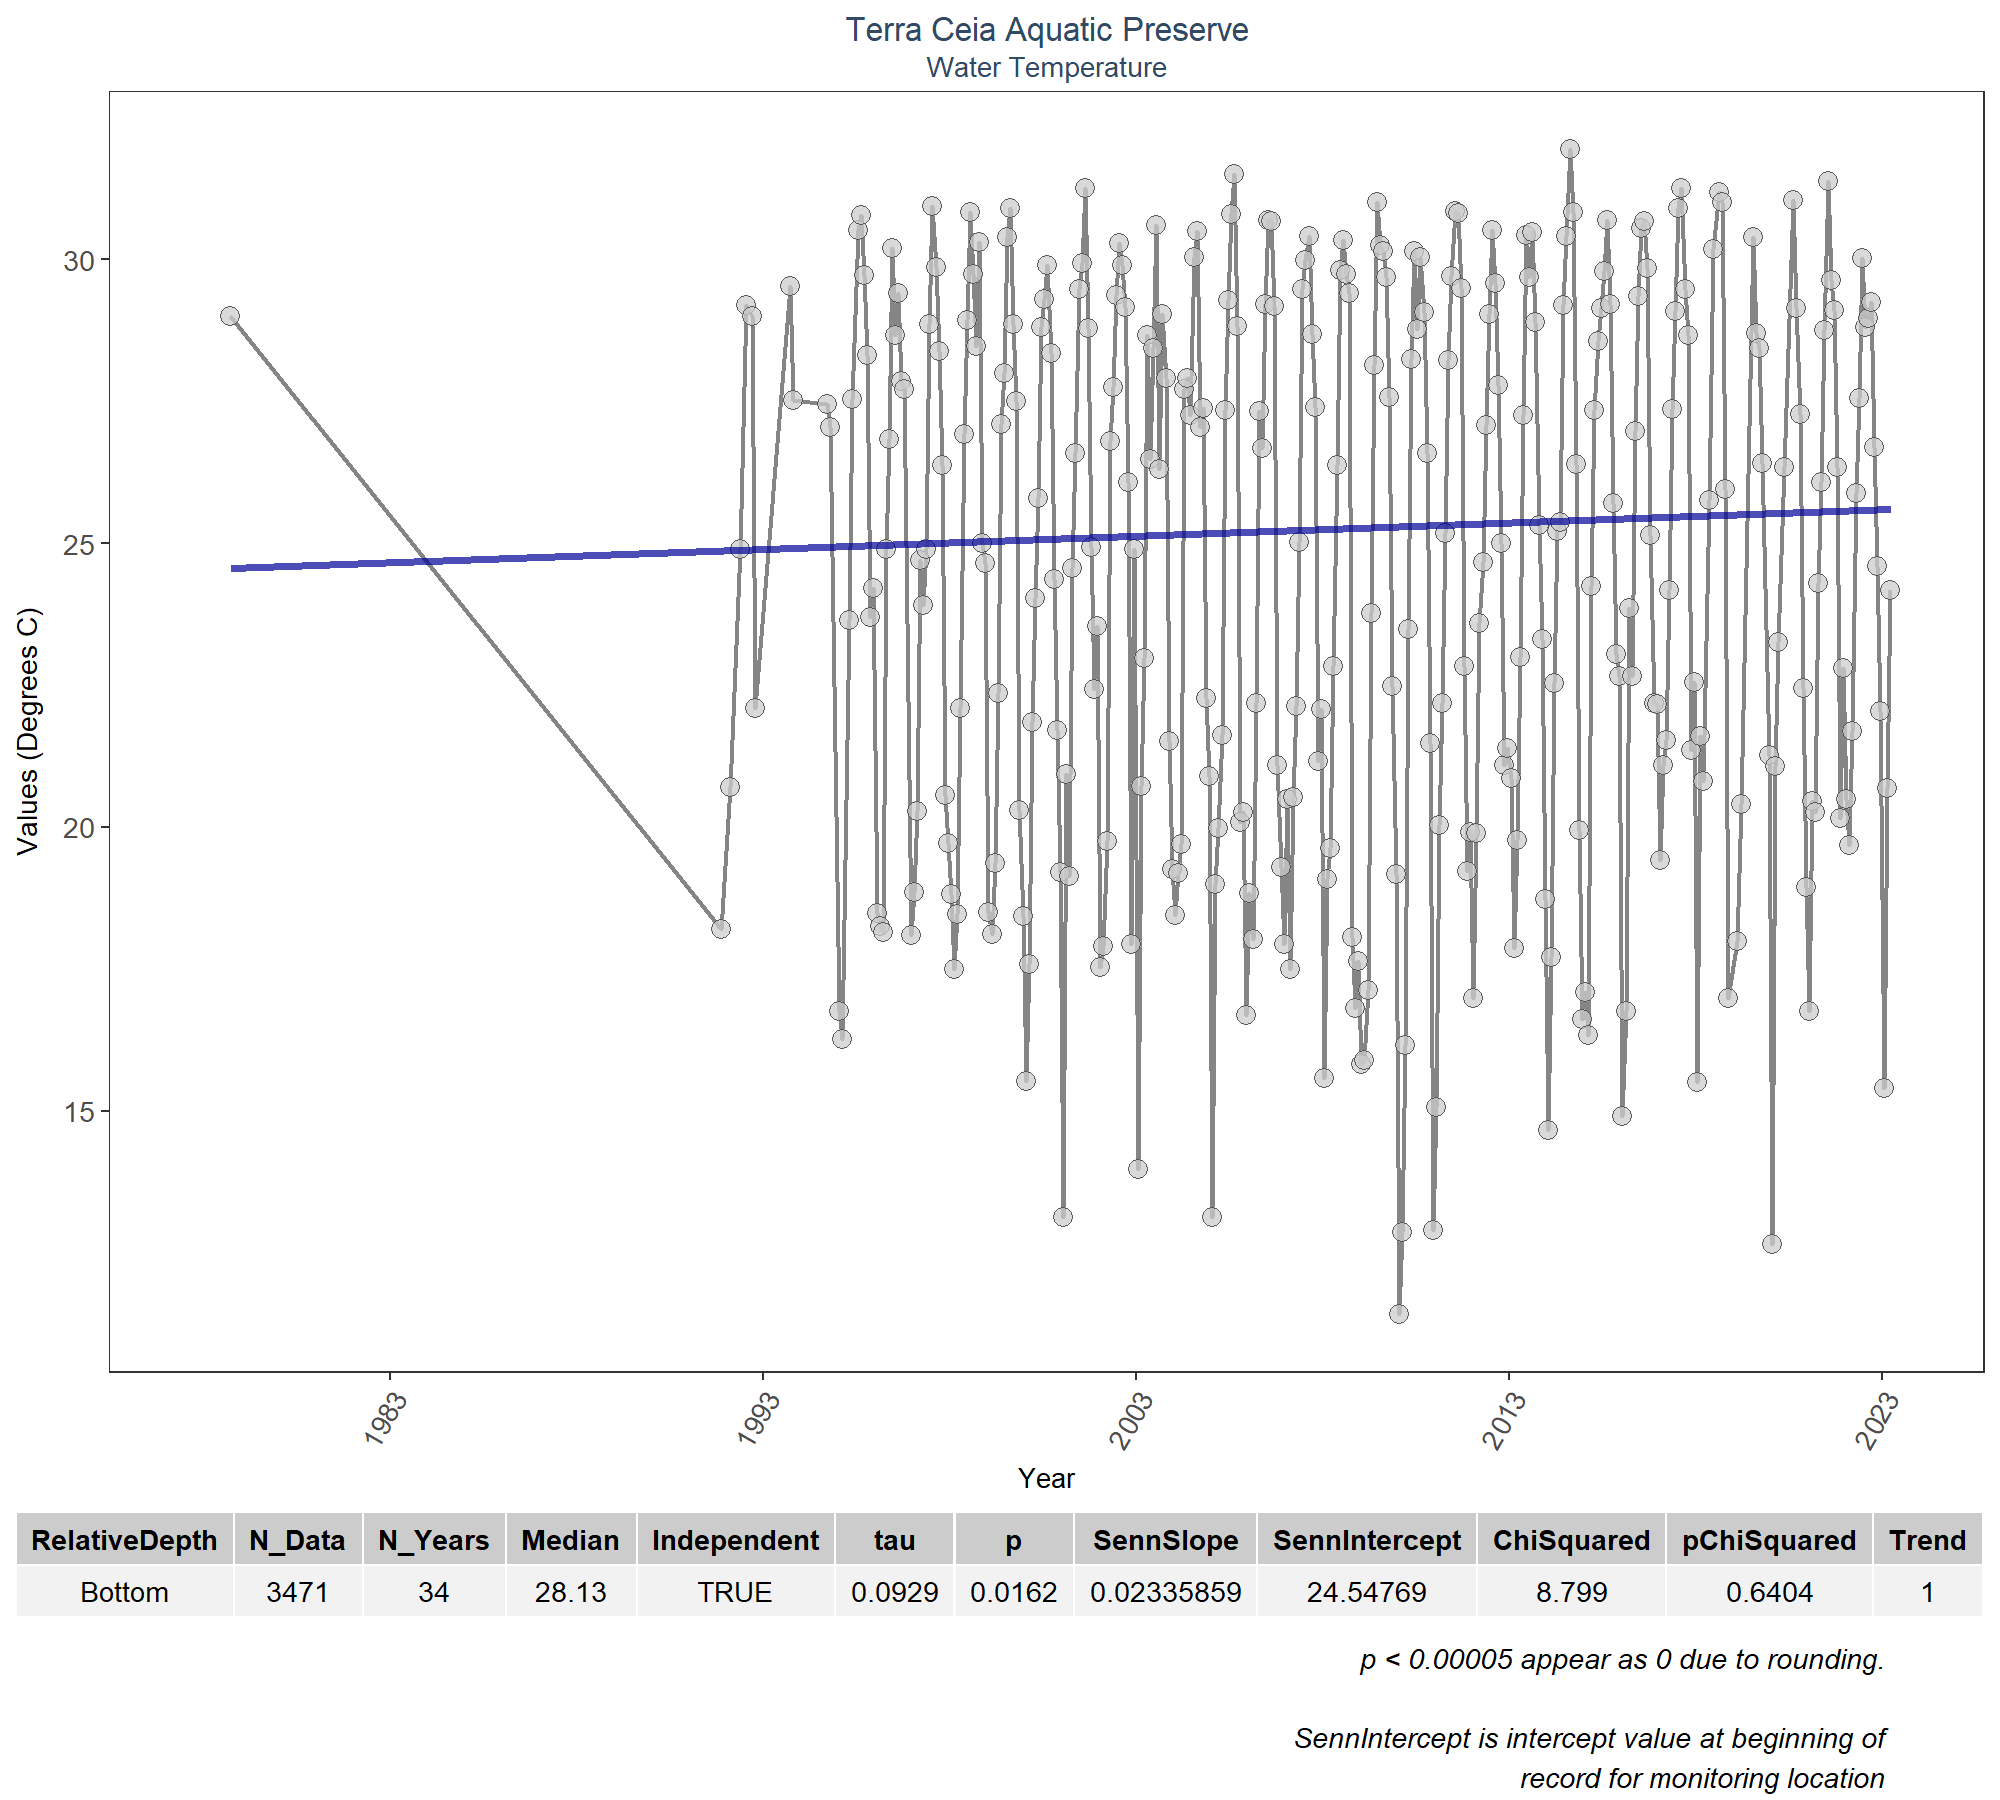 Terra Ceia Aquatic Preserve
Water Temperature
Values (Degrees C)
30
25
20
15
1983
1993
2003
2013
2023
Year
RelativeDepth N_Data N_Years Median Independent tau p SennSlope SennIntercept ChiSquared pChiSquared Trend
Bottom 3471 34 28.13 TRUE 0.0929 0.0162 0.02335859 24.54769 8.799 0.6404 1
p < 0.00005 appear as 0 due to rounding.
SennIntercept is intercept value at beginning of
record for monitoring location